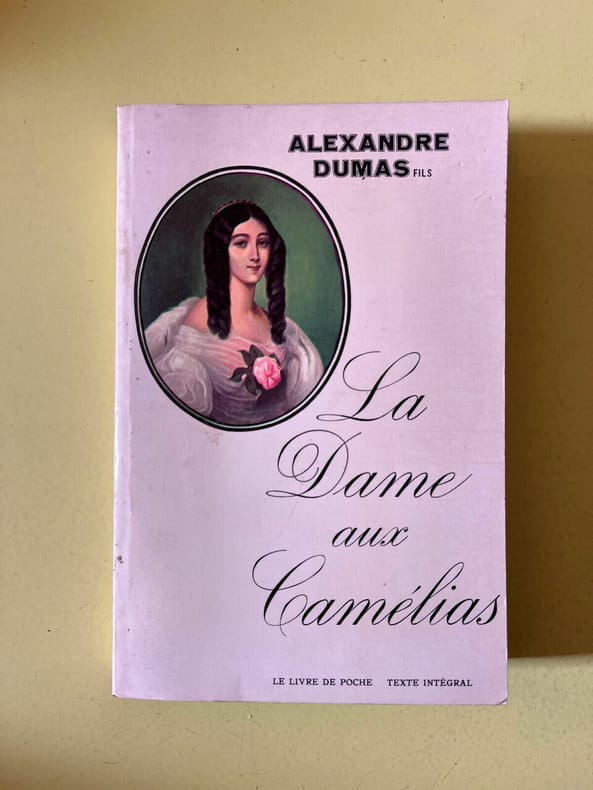 ALEXANDRE
DUMAS FILS
La
Dame
aux
Camélias
LE LIVRE DE POCHE TEXTE INTÉGRAL